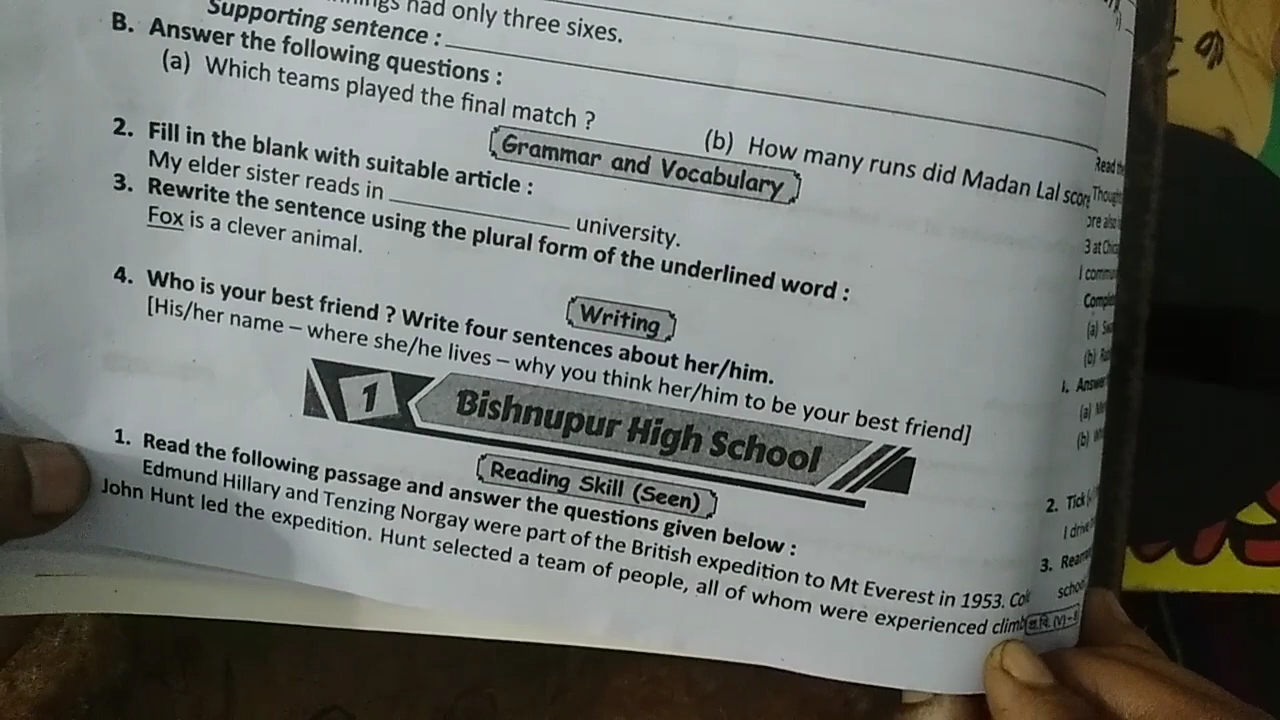 had only three sixes.
Supporting sentence :
B. Answer the following questions :
(a) Which teams played the final match ? (b) How many runs did Madan Lal score
Grammar and Vocabulary
2. Fill in the blank with suitable article :
My elder sister reads in ____________ university.
3. Rewrite the sentence using the plural form of the underlined word :
Fox is a clever animal.
Writing
4. Who is your best friend ? Write four sentences about her/him.
[His/her name – where she/he lives – why you think her/him to be your best friend]
1 Bishnupur High School
Reading Skill (Seen)
1. Read the following passage and answer the questions given below :
Edmund Hillary and Tenzing Norgay were part of the British expedition to Mt Everest in 1953. Col
John Hunt led the expedition. Hunt selected a team of people, all of whom were experienced climb
Read
(a)
(b)
(a)
(b)
2. Tick
I drive
3.